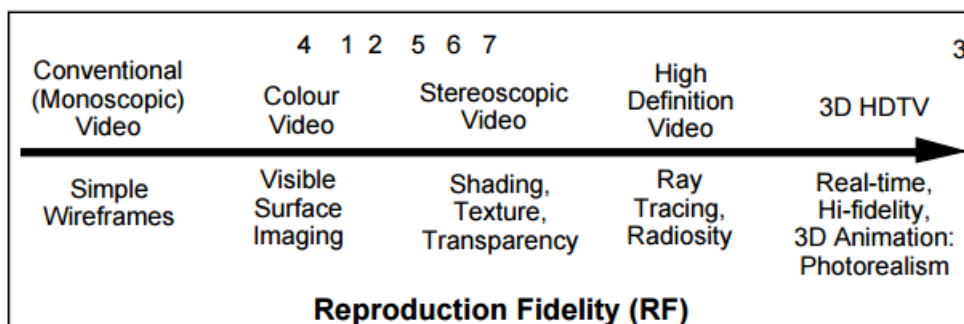 4 1 2 5 6 7 3
Conventional
(Monoscopic)
Video
Colour
Video
Stereoscopic
Video
High
Definition
Video
3D HDTV
Simple
Wireframes
Visible
Surface
Imaging
Shading,
Texture,
Transparency
Ray
Tracing,
Radiosity
Real-time,
Hi-fidelity,
3D Animation:
Photorealism
Reproduction Fidelity (RF)